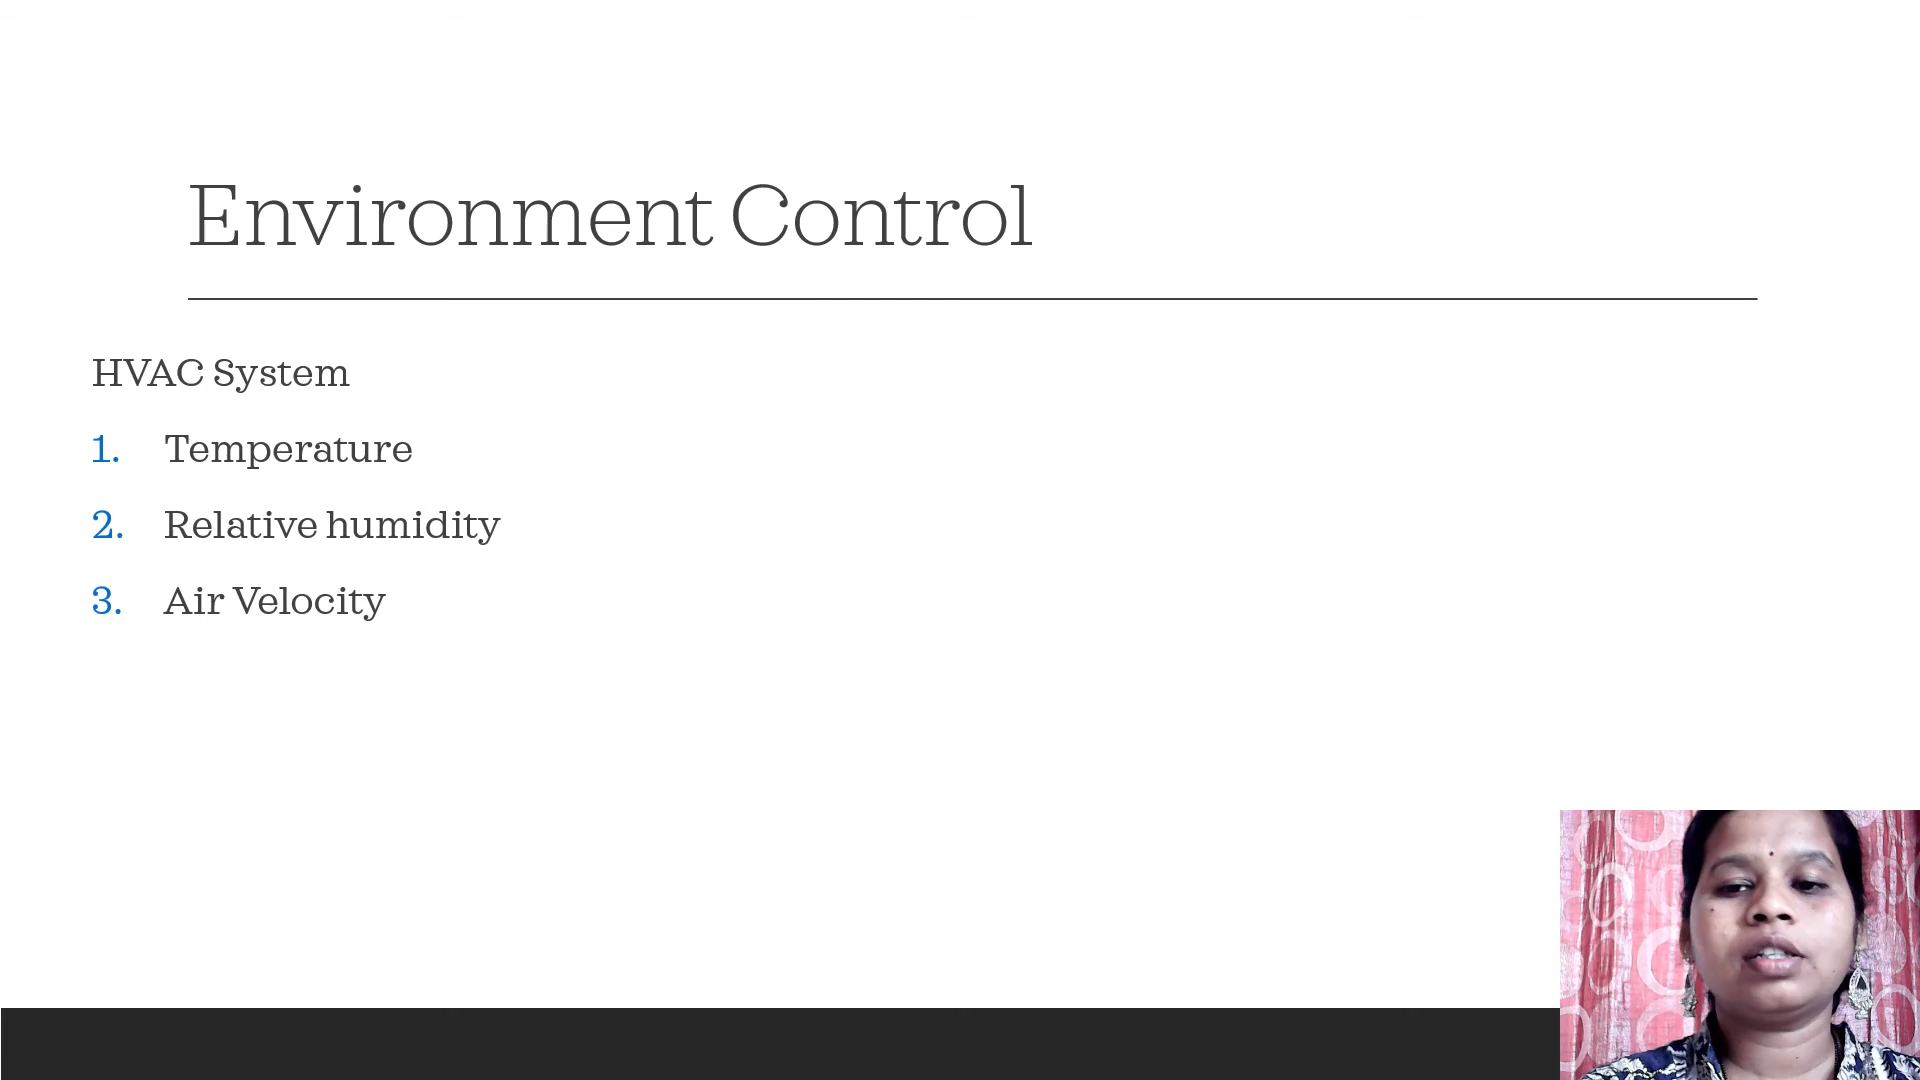 Environment Control
HVAC System
1. Temperature
2. Relative humidity
3. Air Velocity